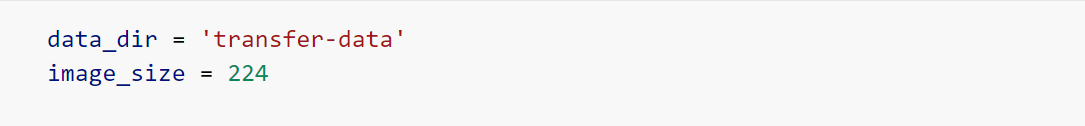 data_dir = 'transfer-data'
image_size = 224